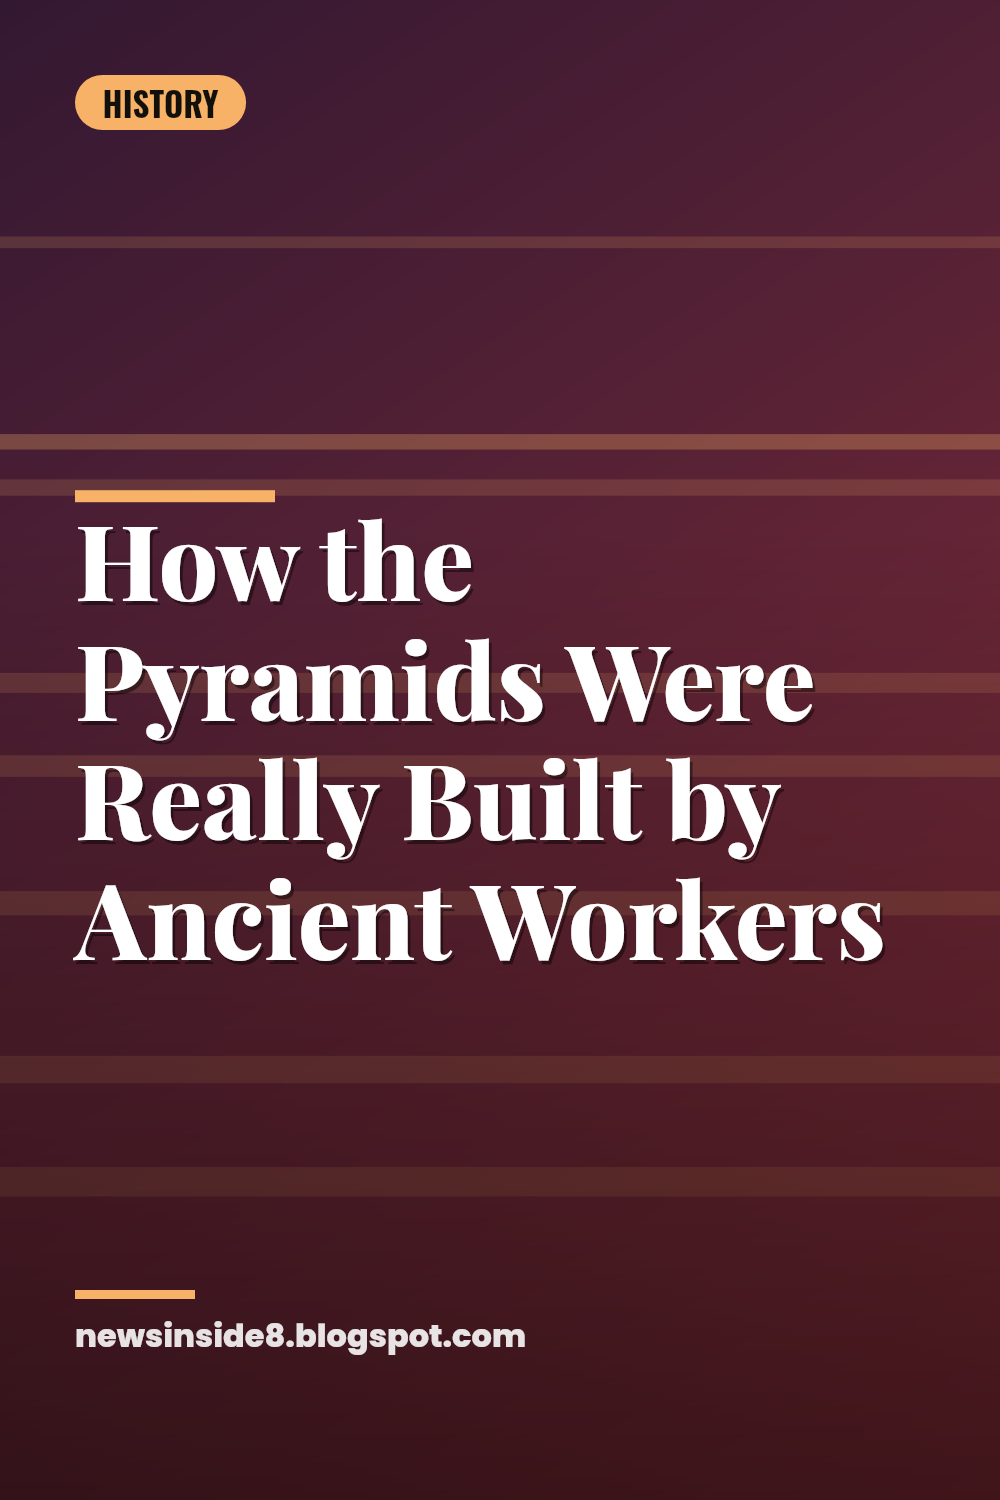 HISTORY
How the
Pyramids Were
Really Built by
Ancient Workers
newsinside8.blogspot.com